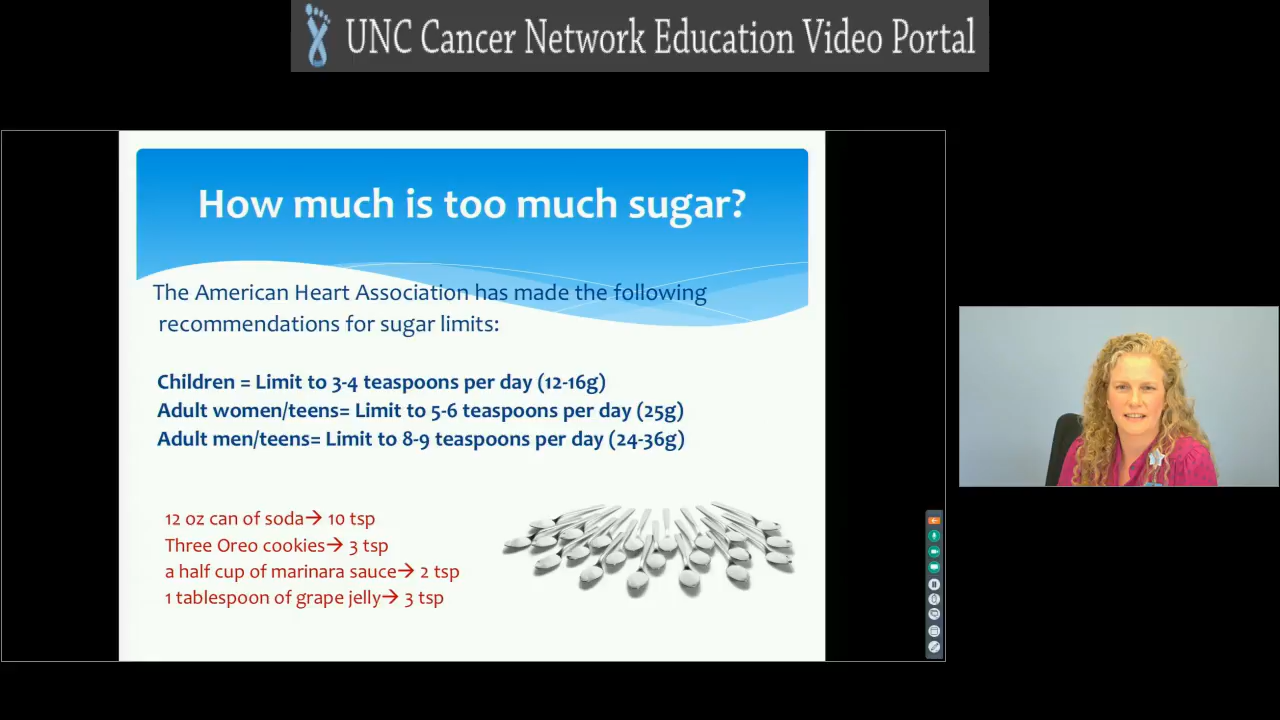 UNC Cancer Network Education Video Portal
How much is too much sugar?
The American Heart Association has made the following
recommendations for sugar limits:
Children = Limit to 3-4 teaspoons per day (12-16g)
Adult women/teens= Limit to 5-6 teaspoons per day (25g)
Adult men/teens= Limit to 8-9 teaspoons per day (24-36g)
12 oz can of soda→ 10 tsp
Three Oreo cookies→ 3 tsp
a half cup of marinara sauce→ 2 tsp
1 tablespoon of grape jelly→ 3 tsp